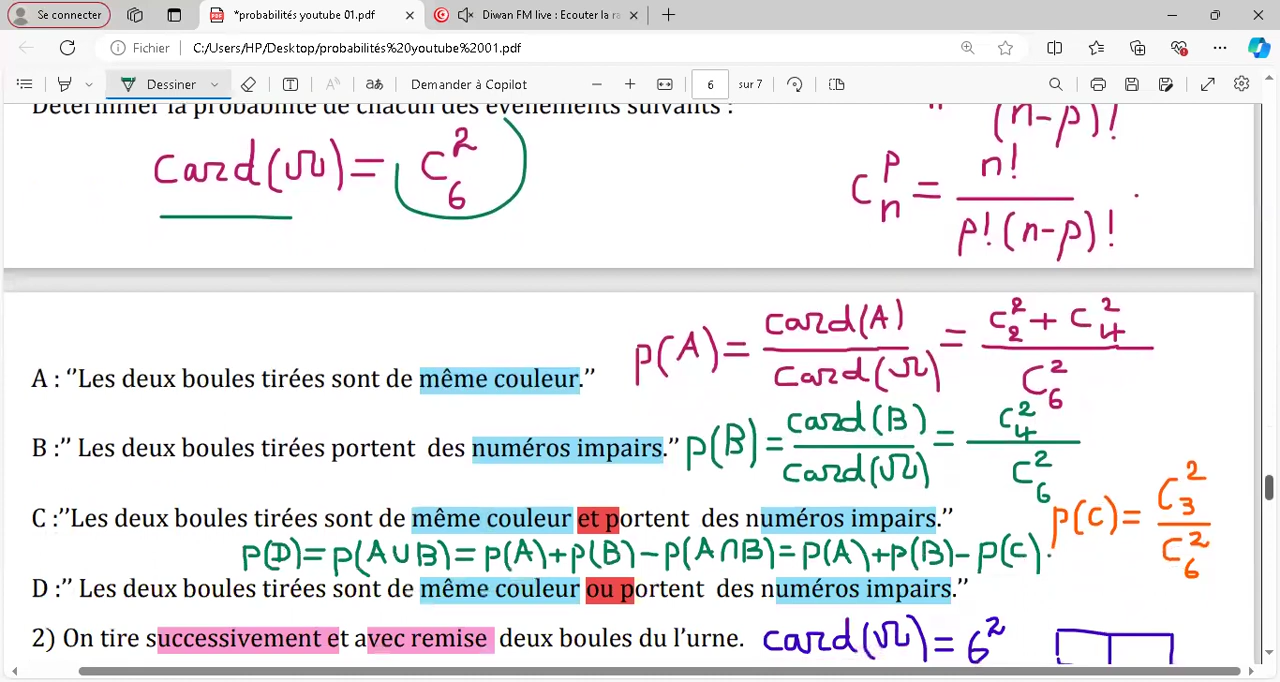 Se connecter
*probabilités youtube 01.pdf
Diwan FM live : Ecouter la ra
Fichier
C:/Users/HP/Desktop/probabilités%20youtube%2001.pdf
Dessiner
Demander à Copilot
6 sur 7
Déterminer la probabilité de chacun des évènements suivants :
(n-p)!
card(Ω) = C₆²
Cₙᵖ = n! / p!(n-p)!
p(A) = card(A) / card(Ω) = C₂² + C₄² / C₆²
A : ‘’Les deux boules tirées sont de même couleur.’’
B :’’ Les deux boules tirées portent des numéros impairs.’’
p(B) = card(B) / card(Ω) = C₄² / C₆²
C :’’Les deux boules tirées sont de même couleur et portent des numéros impairs.’’
p(C) = C₃² / C₆²
p(D) = p(A∪B) = p(A) + p(B) - p(A∩B) = p(A) + p(B) - p(C).
D :’’ Les deux boules tirées sont de même couleur ou portent des numéros impairs.’’
2) On tire successivement et avec remise deux boules du l’urne.
card(Ω) = 6²